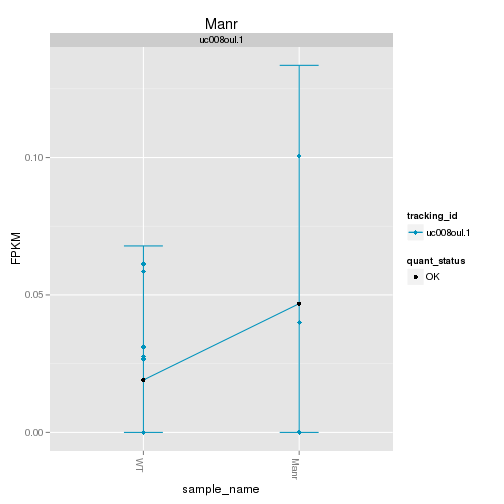 Manr
uc008oul.1
FPKM
0.10
0.05
0.00
WT
Manr
sample_name
tracking_id
uc008oul.1
quant_status
OK